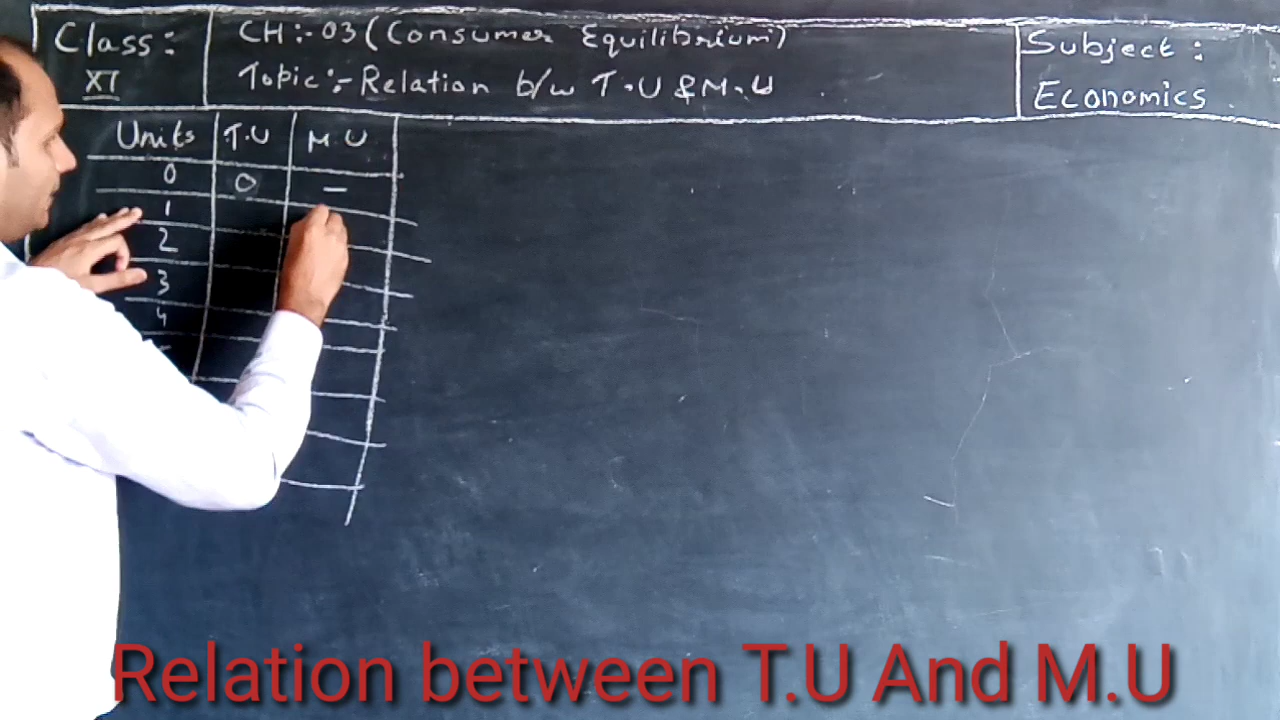 Class:
XI
CH:-03 (Consumer Equilibrium)
Topic:-Relation b/w T.U & M.U
Subject:
Economics
Units T.U M.U
0 0 —
1
2
3
4
Relation between T.U And M.U